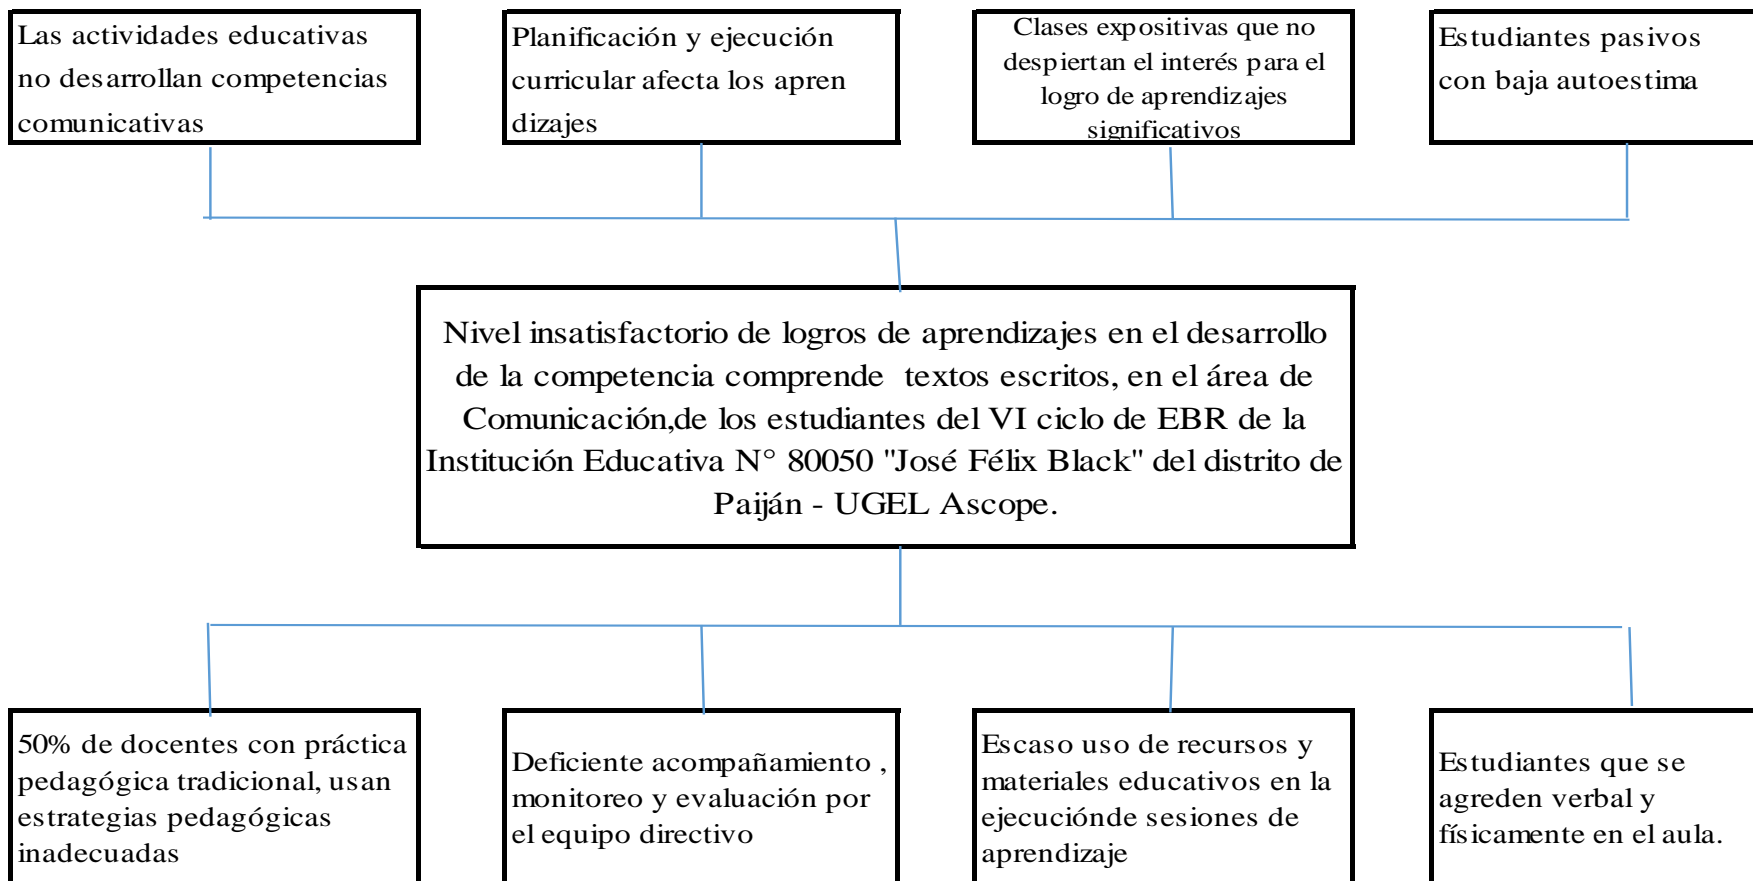 Las actividades educativas
no desarrollan competencias
comunicativas
Planificación y ejecución
curricular afecta los apren
dizajes
Clases expositivas que no
despiertan el interés para el
logro de aprendizajes
significativos
Estudiantes pasivos
con baja autoestima
Nivel insatisfactorio de logros de aprendizajes en el desarrollo
de la competencia comprende  textos escritos, en el área de
Comunicación,de los estudiantes del VI ciclo de EBR de la
Institución Educativa N° 80050 "José Félix Black" del distrito de
Paiján - UGEL Ascope.
50% de docentes con práctica
pedagógica tradicional, usan
estrategias pedagógicas
inadecuadas
Deficiente acompañamiento ,
monitoreo y evaluación por
el equipo directivo
Escaso uso de recursos y
materiales educativos en la
ejecuciónde sesiones de
aprendizaje
Estudiantes que se
agreden verbal y
físicamente en el aula.